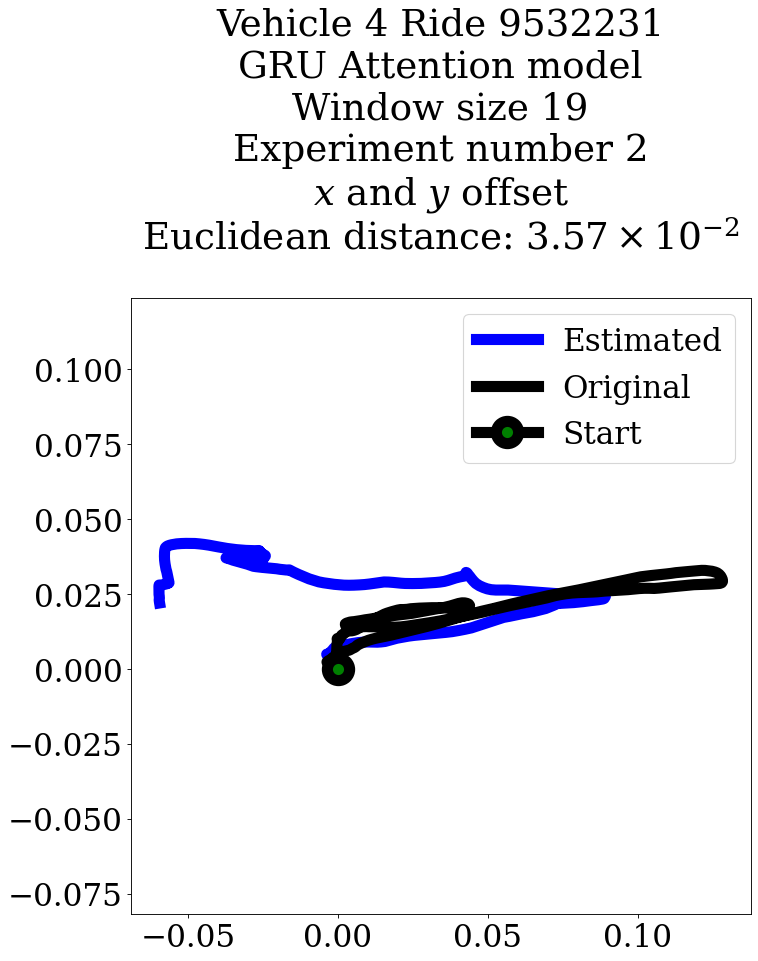 Vehicle 4 Ride 9532231
GRU Attention model
Window size 19
Experiment number 2
x and y offset
Euclidean distance: 3.57 × 10⁻²
Estimated
Original
Start
0.100
0.075
0.050
0.025
0.000
−0.025
−0.050
−0.075
−0.05 0.00 0.05 0.10